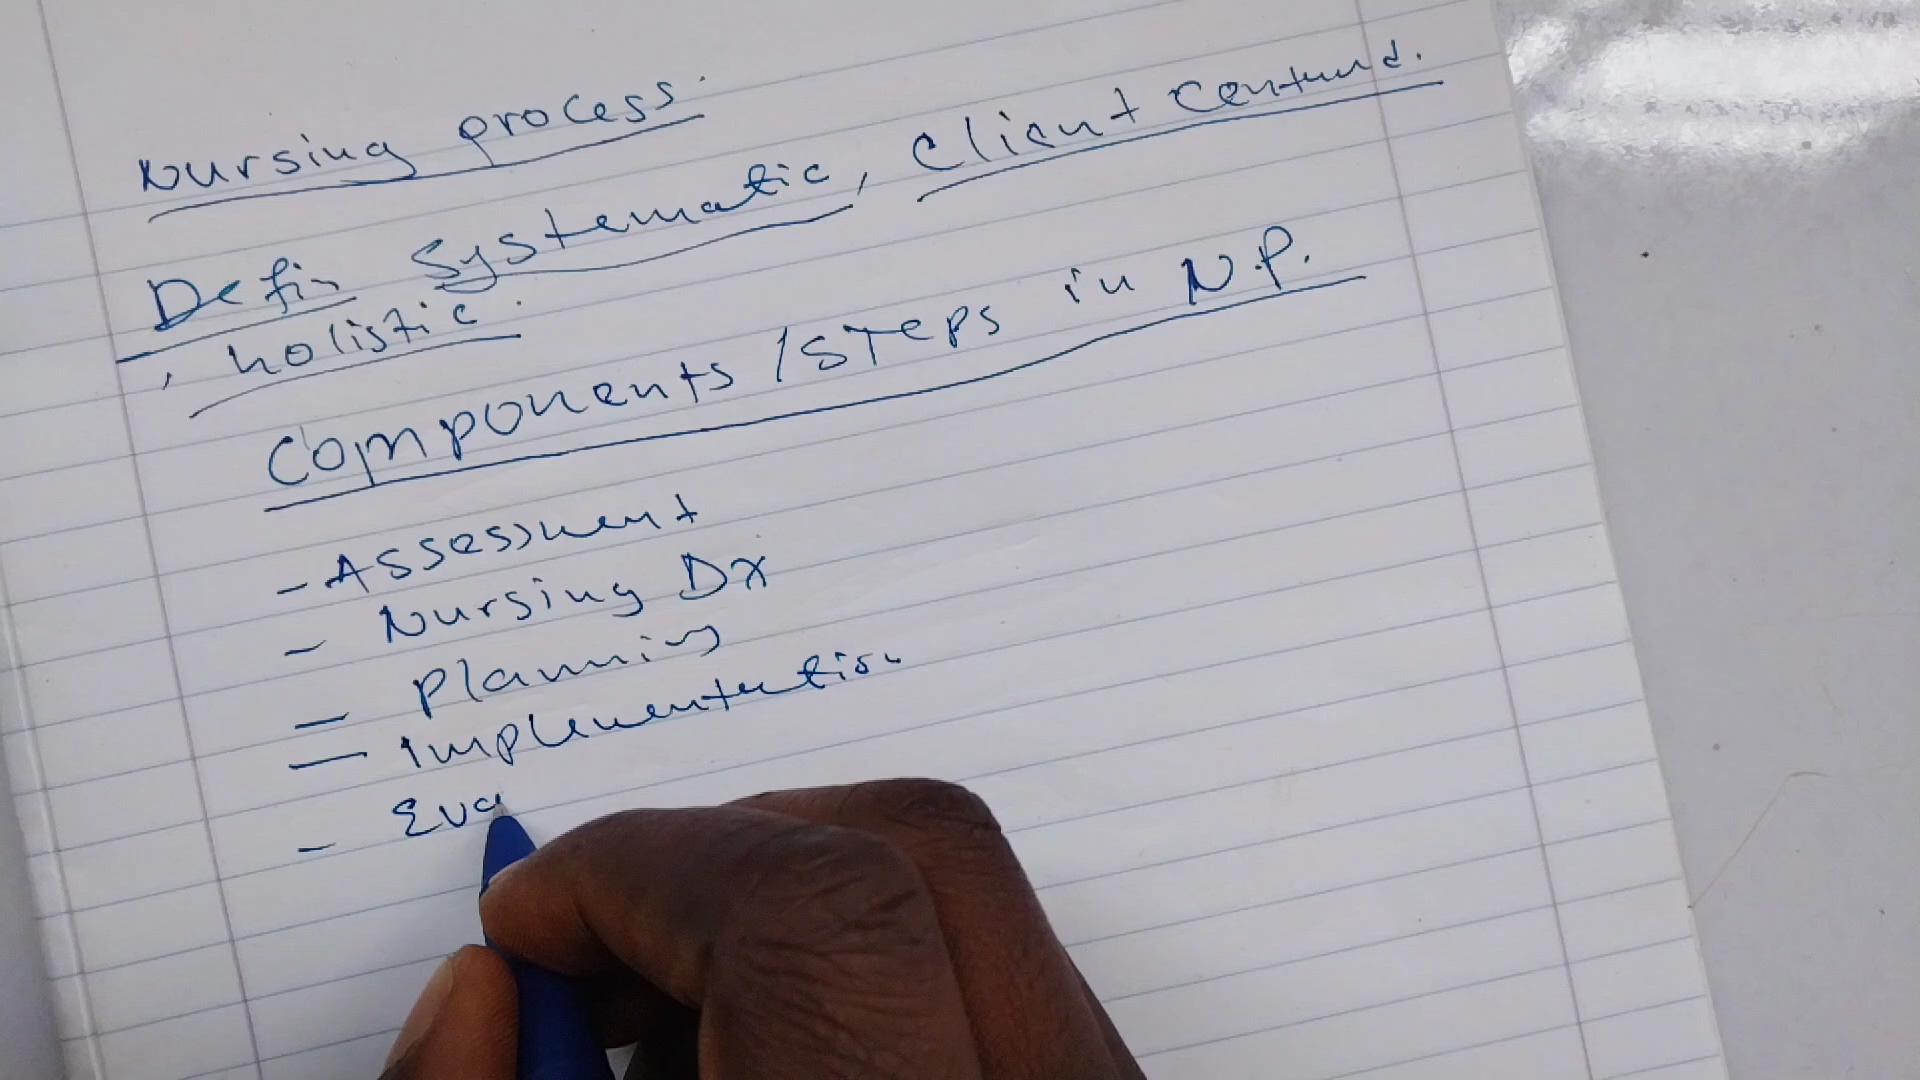 Nursing process.
Defin Systematic, Client Centred.
, holistic.
Components/Steps in N.P.
- Assessment
- Nursing Dx
- Planning
- Implementation
- Eva